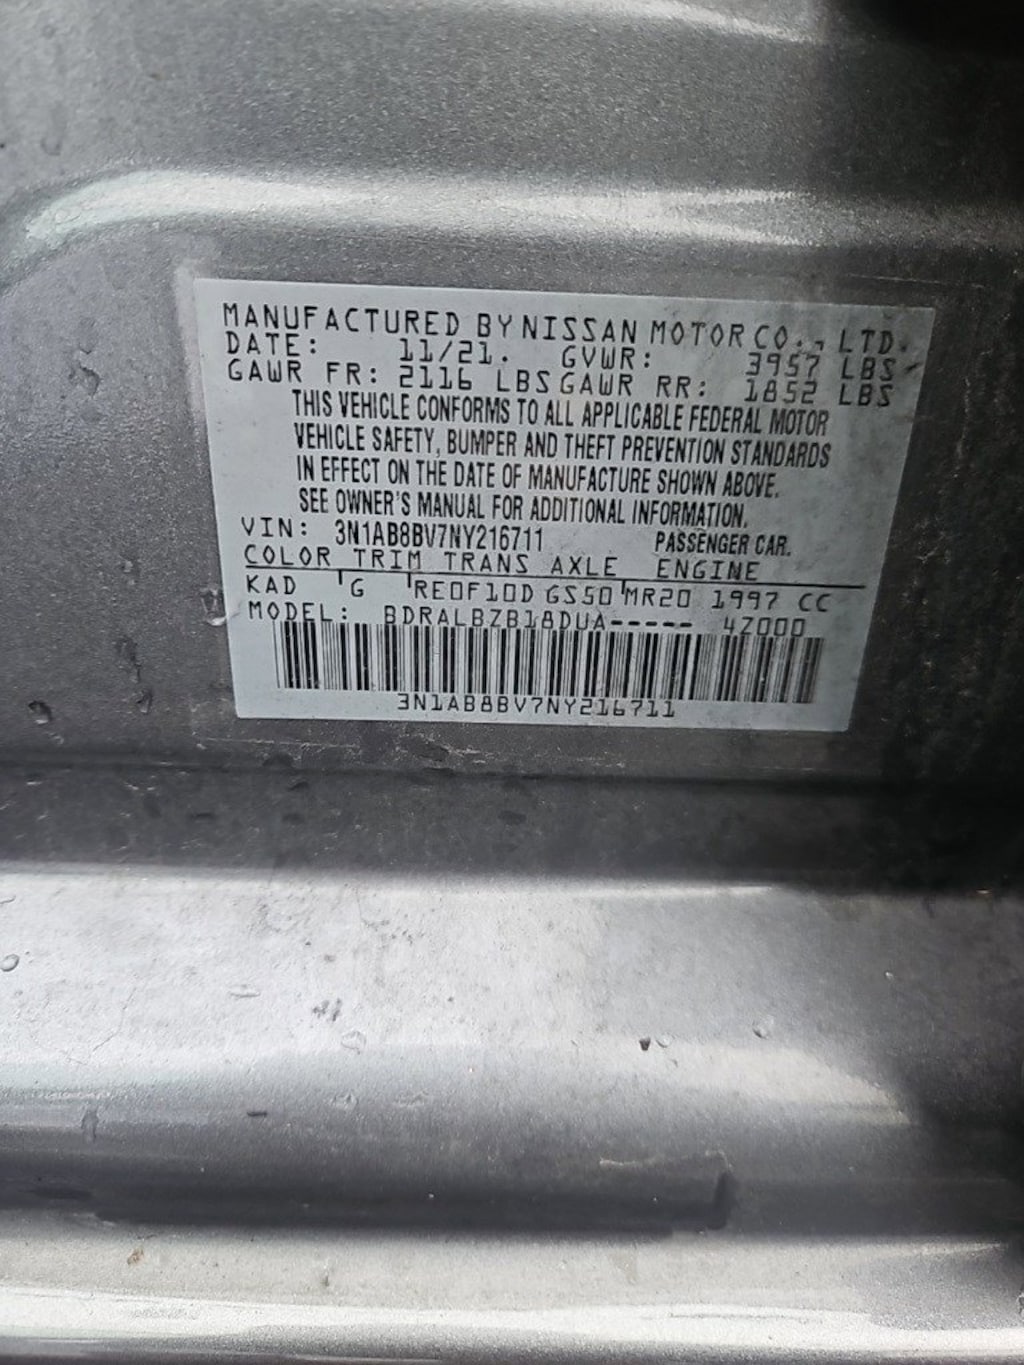 MANUFACTURED BY NISSAN MOTOR CO., LTD.
DATE: 11/21. GVWR: 3957 LBS
GAWR FR: 2116 LBS GAWR RR: 1852 LBS
THIS VEHICLE CONFORMS TO ALL APPLICABLE FEDERAL MOTOR
VEHICLE SAFETY, BUMPER AND THEFT PREVENTION STANDARDS
IN EFFECT ON THE DATE OF MANUFACTURE SHOWN ABOVE.
SEE OWNER'S MANUAL FOR ADDITIONAL INFORMATION.
VIN: 3N1AB8BV7NY216711 PASSENGER CAR.
COLOR TRIM TRANS AXLE ENGINE
KAD G RE0F10D GS50 MR20 1997 CC
MODEL: BDRALBZB18DUA----- 4Z000
3N1AB8BV7NY216711